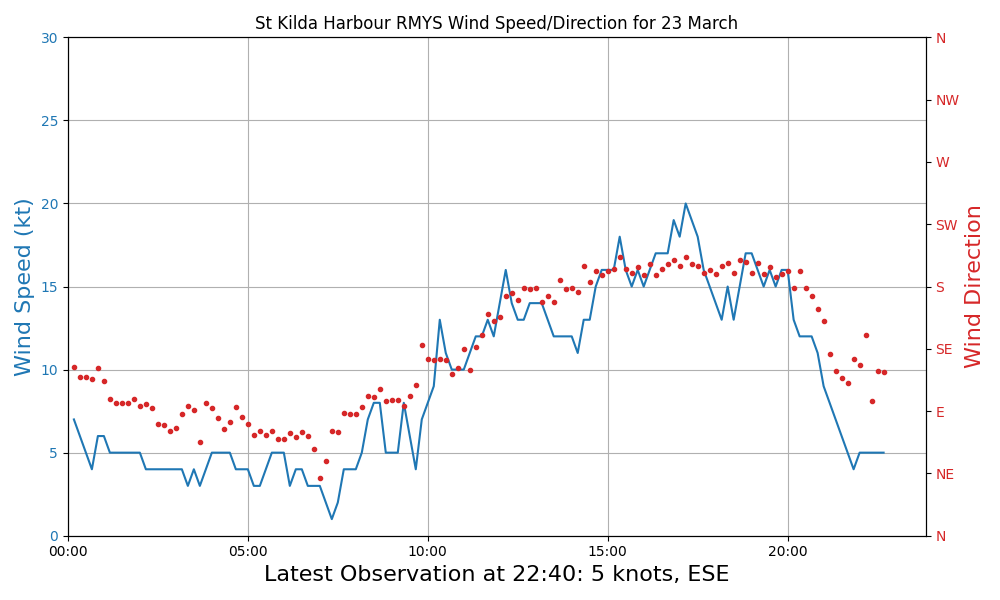 St Kilda Harbour RMYS Wind Speed/Direction for 23 March
30
25
20
15
10
5
0
Wind Speed (kt)
N
NW
W
SW
S
SE
E
NE
N
Wind Direction
00:00 05:00 10:00 15:00 20:00
Latest Observation at 22:40: 5 knots, ESE